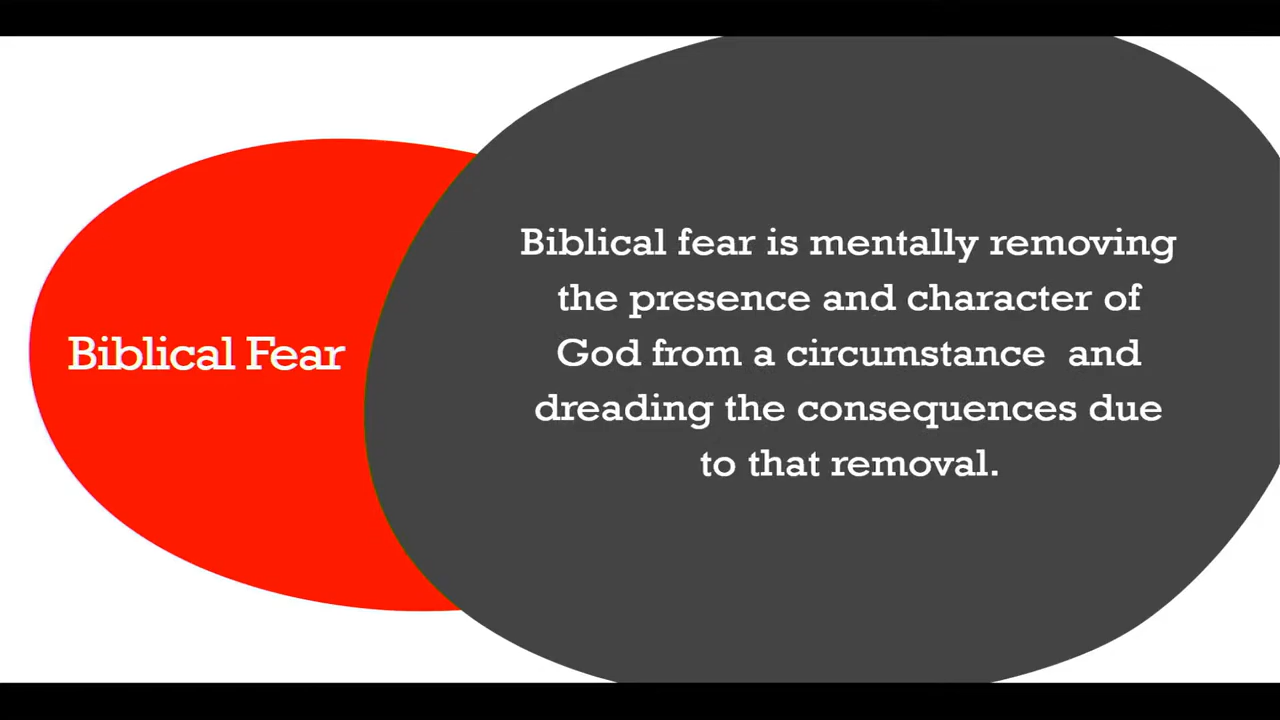 Biblical Fear
Biblical fear is mentally removing
the presence and character of
God from a circumstance  and
dreading the consequences due
to that removal.